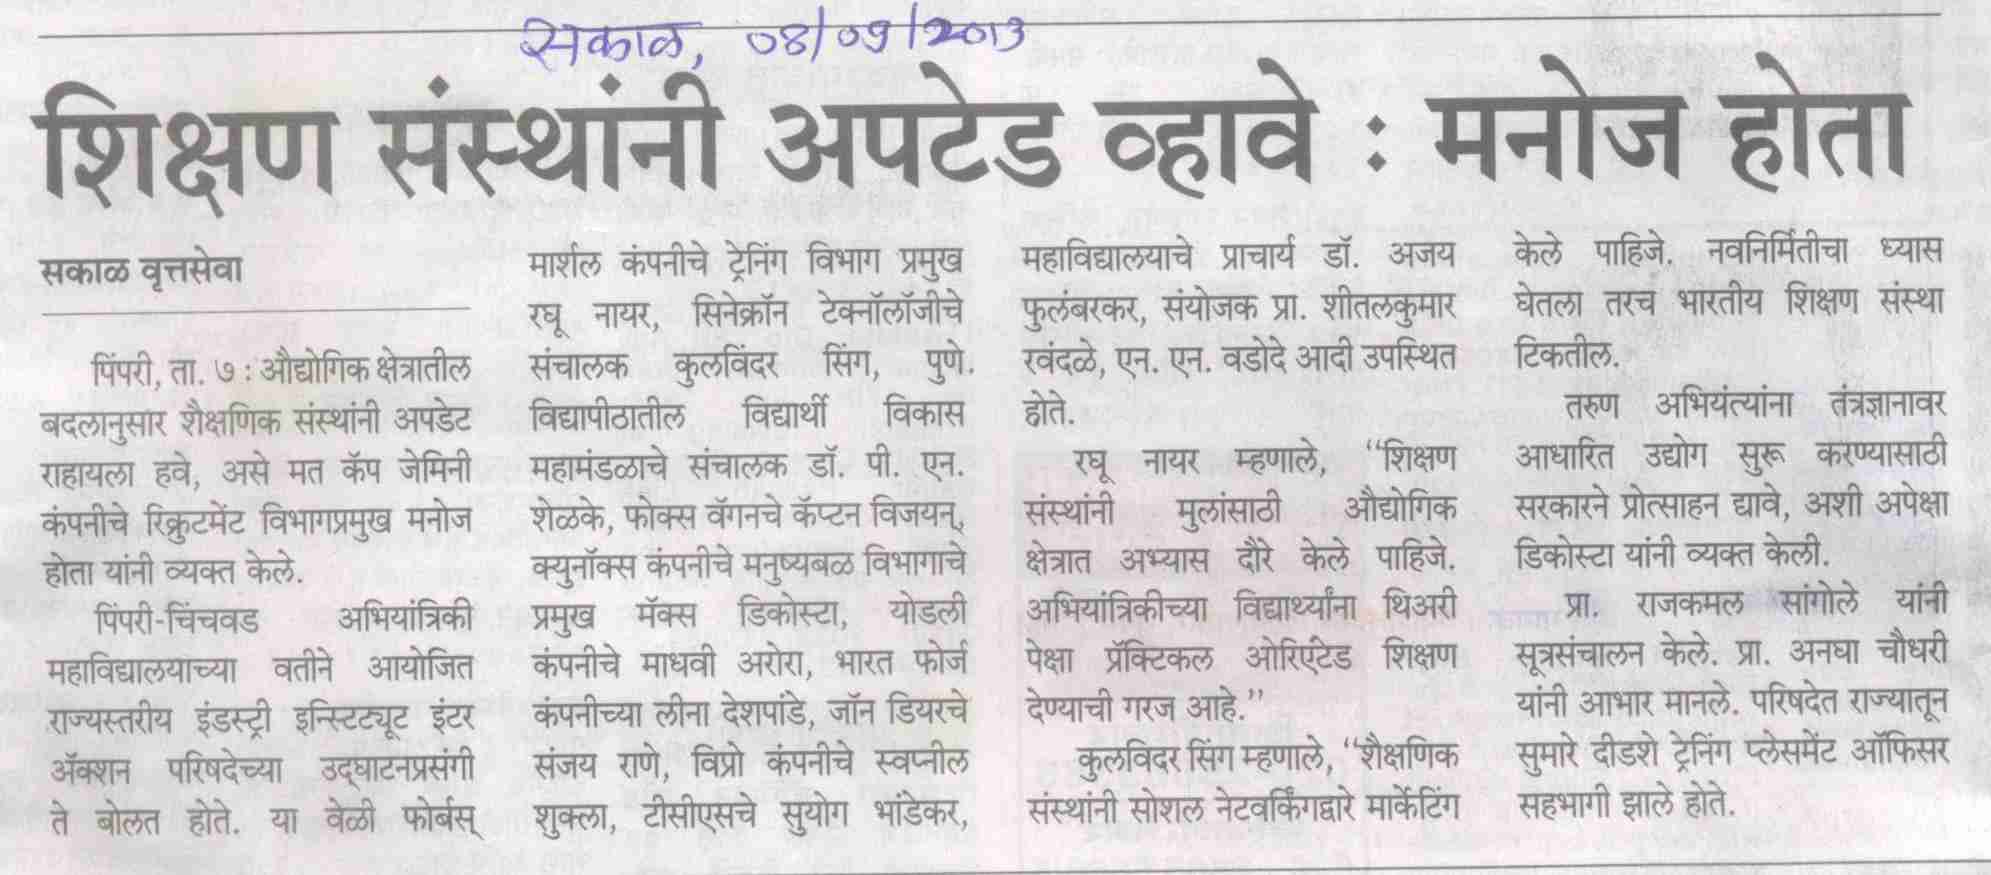 सकाळ, 08/09/2013
शिक्षण संस्थांनी अपटेड व्हावे : मनोज होता
सकाळ वृत्तसेवा
पिंपरी, ता. ७ : औद्योगिक क्षेत्रातील
बदलानुसार शैक्षणिक संस्थांनी अपडेट
राहायला हवे, असे मत कॅप जेमिनी
कंपनीचे रिक्रुटमेंट विभागप्रमुख मनोज
होता यांनी व्यक्त केले.
पिंपरी-चिंचवड अभियांत्रिकी
महाविद्यालयाच्या वतीने आयोजित
राज्यस्तरीय इंडस्ट्री इन्स्टिट्यूट इंटर
ॲक्शन परिषदेच्या उद्‌घाटनप्रसंगी
ते बोलत होते. या वेळी फोर्बस्
मार्शल कंपनीचे ट्रेनिंग विभाग प्रमुख
रघू नायर, सिनेक्रॉन टेक्नॉलॉजीचे
संचालक कुलविंदर सिंग, पुणे.
विद्यापीठातील विद्यार्थी विकास
महामंडळाचे संचालक डॉ. पी. एन.
शेळके, फोक्स वॅगनचे कॅप्टन विजयन्,
क्युनॉक्स कंपनीचे मनुष्यबळ विभागाचे
प्रमुख मॅक्स डिकोस्टा, योडली
कंपनीचे माधवी अरोरा, भारत फोर्ज
कंपनीच्या लीना देशपांडे, जॉन डियरचे
संजय राणे, विप्रो कंपनीचे स्वप्नील
शुक्ला, टीसीएसचे सुयोग भांडेकर,
महाविद्यालयाचे प्राचार्य डॉ. अजय
फुलंबरकर, संयोजक प्रा. शीतलकुमार
रवंदळे, एन. एन. वडोदे आदी उपस्थित
होते.
रघू नायर म्हणाले, “शिक्षण
संस्थांनी मुलांसाठी औद्योगिक
क्षेत्रात अभ्यास दौरे केले पाहिजे.
अभियांत्रिकीच्या विद्यार्थ्यांना थिअरी
पेक्षा प्रॅक्टिकल ओरिएंटेड शिक्षण
देण्याची गरज आहे.”
कुलविंदर सिंग म्हणाले, “शैक्षणिक
संस्थांनी सोशल नेटवर्किंगद्वारे मार्केटिंग
केले पाहिजे. नवनिर्मितीचा ध्यास
घेतला तरच भारतीय शिक्षण संस्था
टिकतील.
तरुण अभियंत्यांना तंत्रज्ञानावर
आधारित उद्योग सुरू करण्यासाठी
सरकारने प्रोत्साहन द्यावे, अशी अपेक्षा
डिकोस्टा यांनी व्यक्त केली.
प्रा. राजकमल सांगोले यांनी
सूत्रसंचालन केले. प्रा. अनघा चौधरी
यांनी आभार मानले. परिषदेत राज्यातून
सुमारे दीडशे ट्रेनिंग प्लेसमेंट ऑफिसर
सहभागी झाले होते.